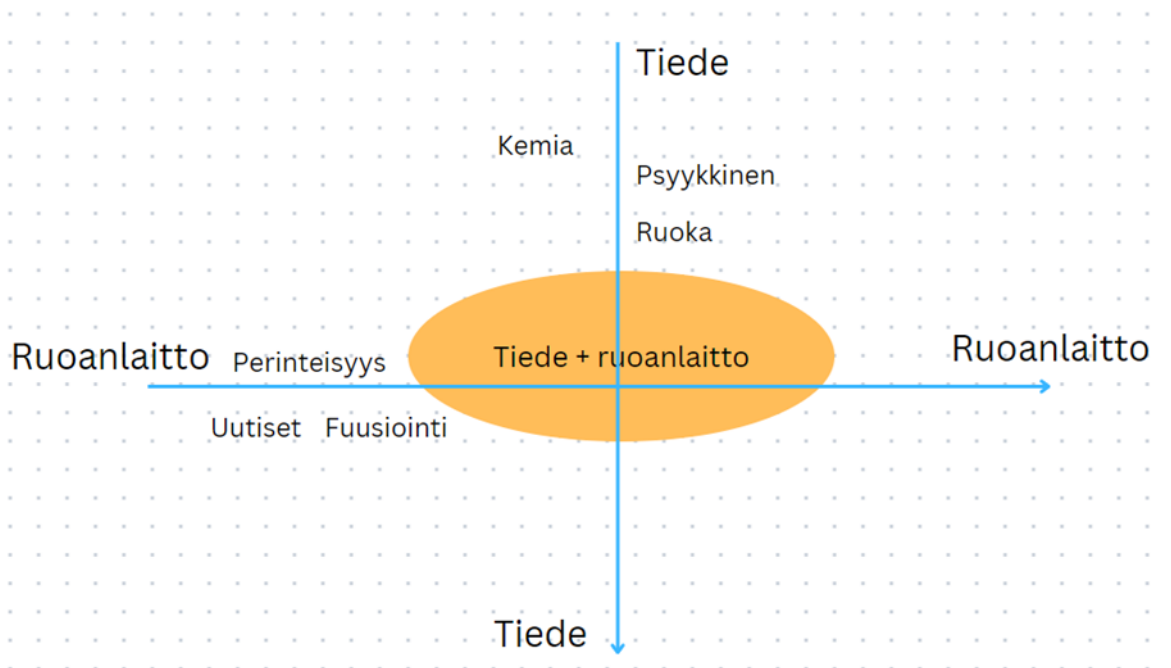 Tiede
Kemia
Psyykkinen
Ruoka
Ruoanlaitto Perinteisyys Tiede + ruoanlaitto Ruoanlaitto
Uutiset Fuusiointi
Tiede